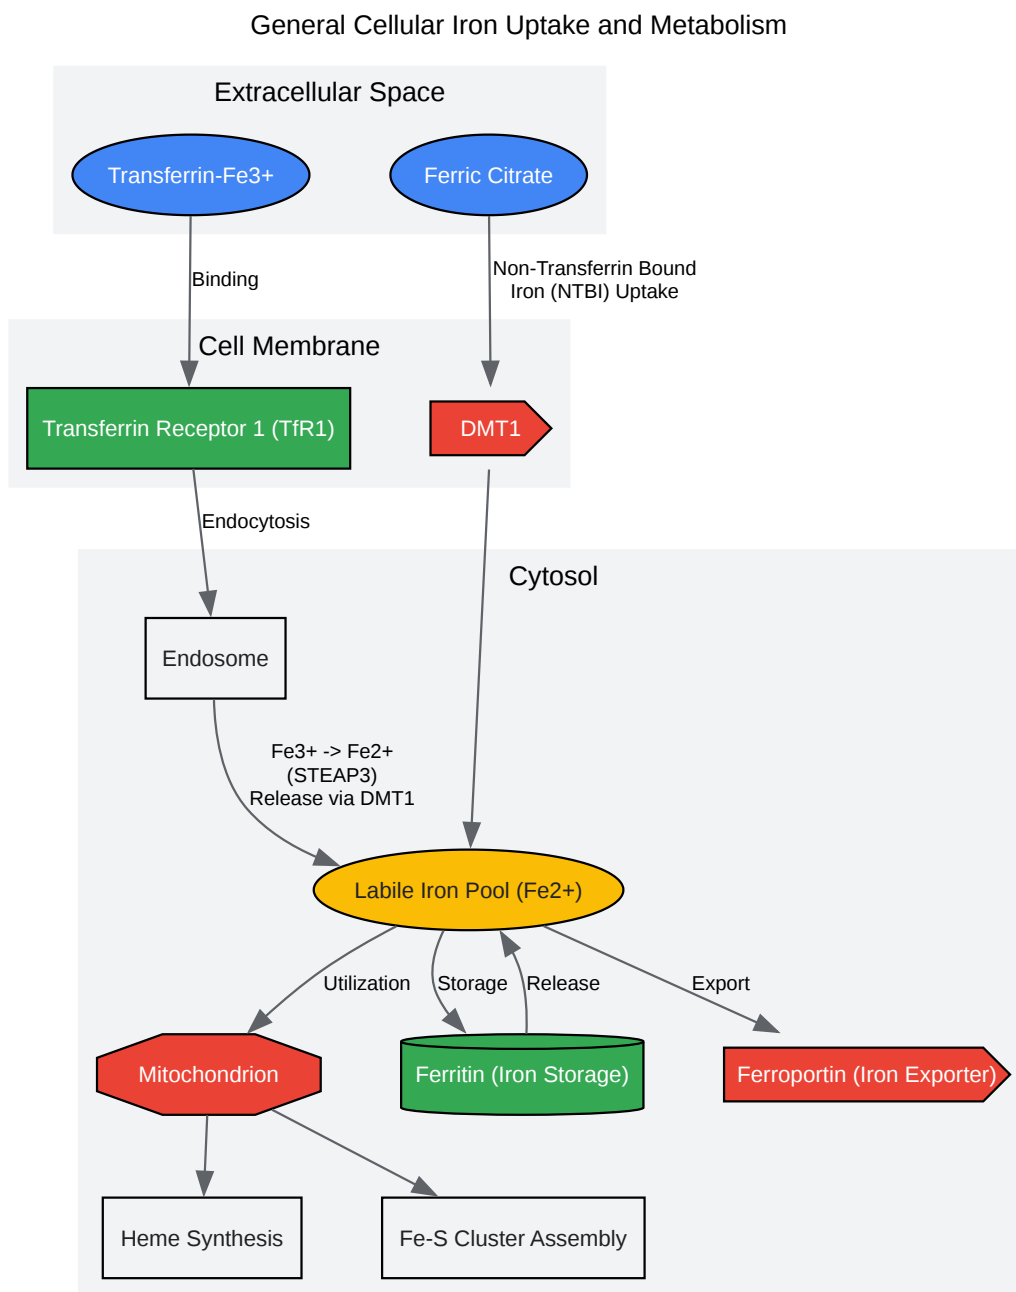 General Cellular Iron Uptake and Metabolism
Extracellular Space
Transferrin-Fe3+
Ferric Citrate
Binding
Non-Transferrin Bound
Iron (NTBI) Uptake
Cell Membrane
Transferrin Receptor 1 (TfR1)
DMT1
Endocytosis
Cytosol
Endosome
Fe3+ -> Fe2+
(STEAP3)
Release via DMT1
Labile Iron Pool (Fe2+)
Utilization
Storage
Release
Export
Mitochondrion
Ferritin (Iron Storage)
Ferroportin (Iron Exporter)
Heme Synthesis
Fe-S Cluster Assembly